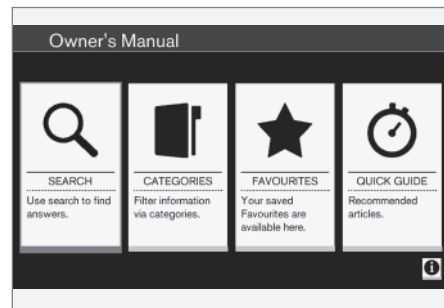 Owner's Manual
SEARCH
Use search to find
answers.
CATEGORIES
Filter information
via categories.
FAVOURITES
Your saved
Favourites are
available here.
QUICK GUIDE
Recommended
articles.